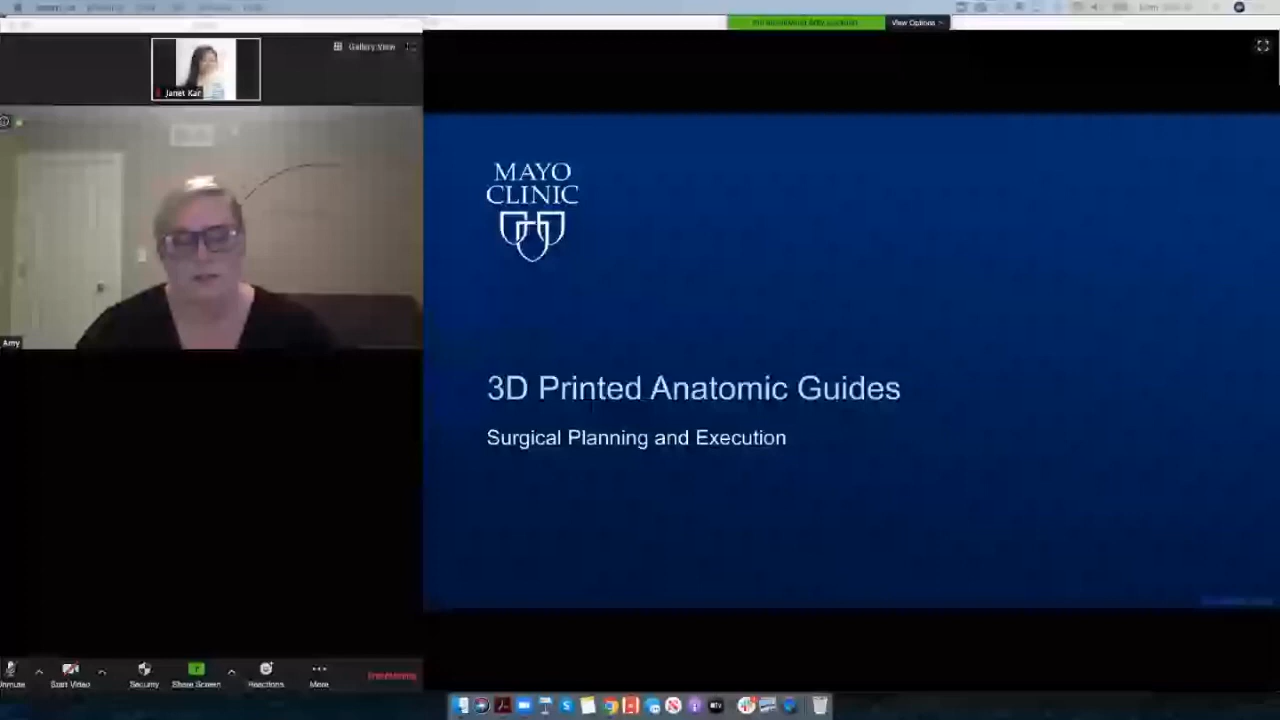 View Options
Gallery View
Janet Kar
MAYO
CLINIC
Amy
3D Printed Anatomic Guides
Surgical Planning and Execution
Unmute
Start Video
Security
Share Screen
Reactions
More